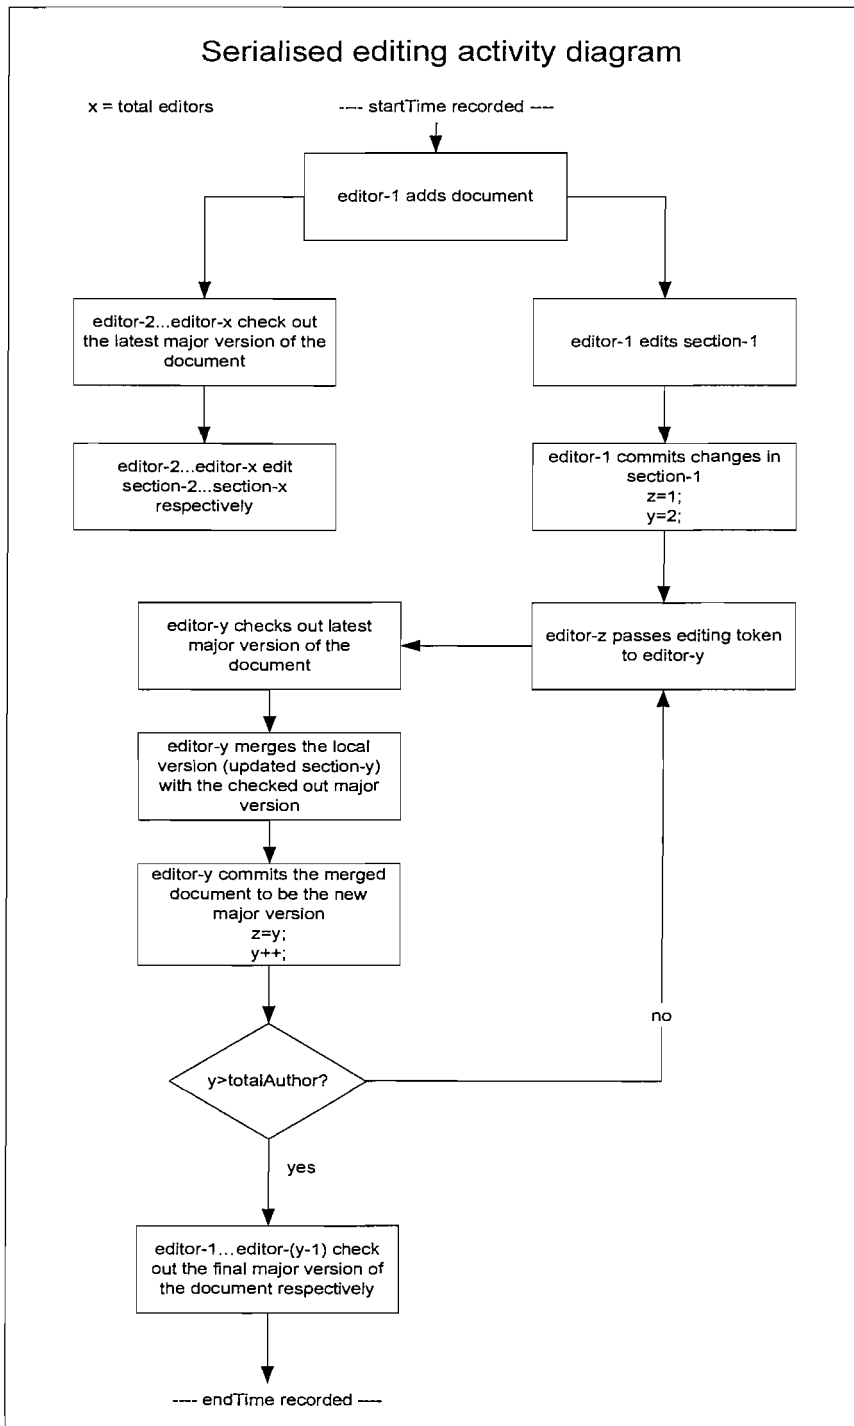 Serialised editing activity diagram
x = total editors
---- startTime recorded ----
editor-1 adds document
editor-2...editor-x check out
the latest major version of the
document
editor-1 edits section-1
editor-2...editor-x edit
section-2...section-x
respectively
editor-1 commits changes in
section-1
z=1;
y=2;
editor-y checks out latest
major version of the
document
editor-z passes editing token
to editor-y
editor-y merges the local
version (updated section-y)
with the checked out major
version
editor-y commits the merged
document to be the new
major version
z=y;
y++;
no
y>totalAuthor?
yes
editor-1...editor-(y-1) check
out the final major version of
the document respectively
---- endTime recorded ----